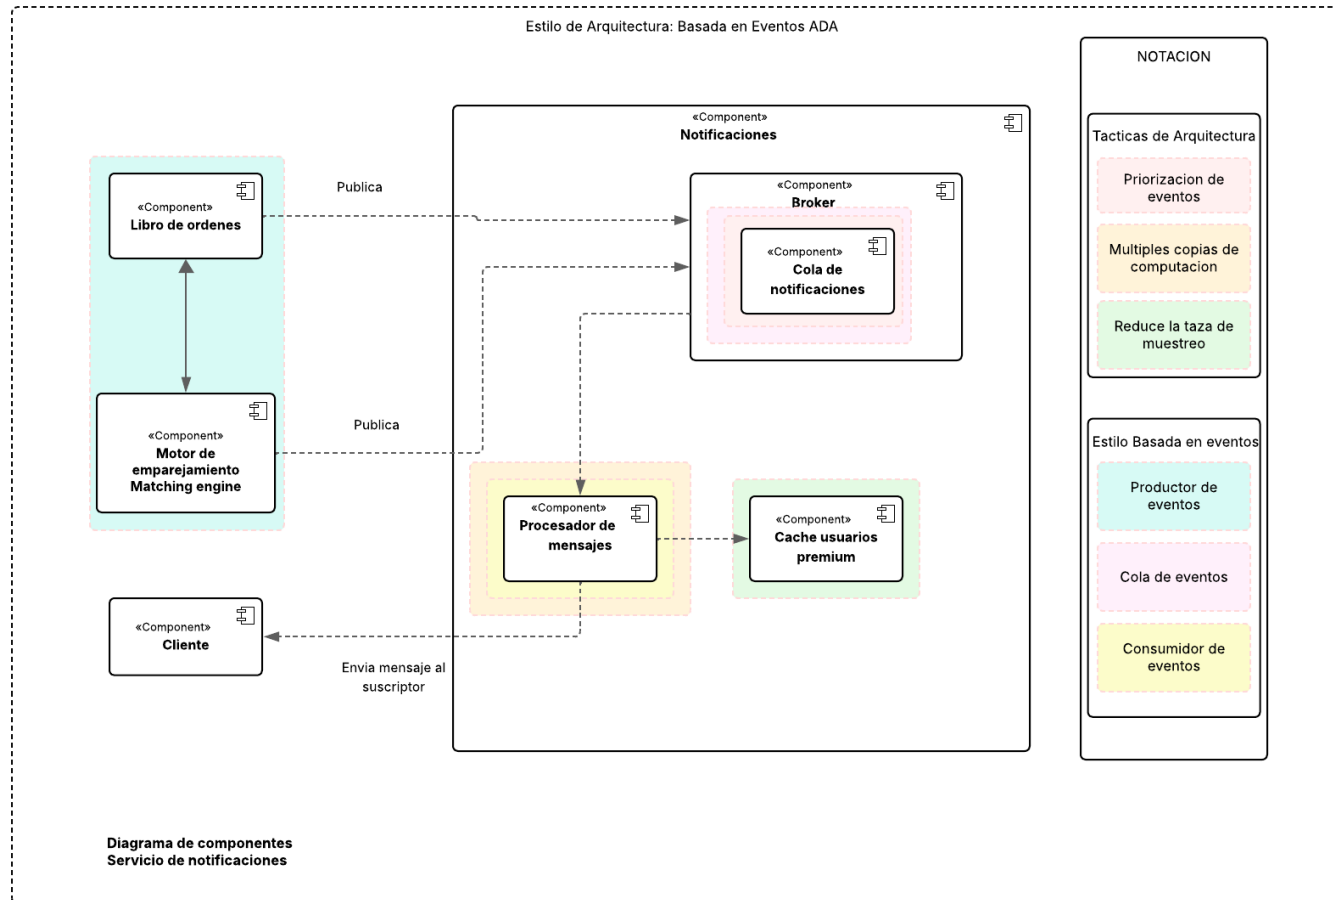 Estilo de Arquitectura: Basada en Eventos ADA
NOTACION
«Component»
Notificaciones
Tacticas de Arquitectura
Priorizacion de
eventos
Multiples copias de
computacion
Reduce la taza de
muestreo
Estilo Basada en eventos
Productor de
eventos
Cola de eventos
Consumidor de
eventos
«Component»
Libro de ordenes
Publica
«Component»
Broker
«Component»
Cola de
notificaciones
«Component»
Motor de
emparejamiento
Matching engine
Publica
«Component»
Procesador de
mensajes
«Component»
Cache usuarios
premium
«Component»
Cliente
Envia mensaje al
suscriptor
Diagrama de componentes
Servicio de notificaciones